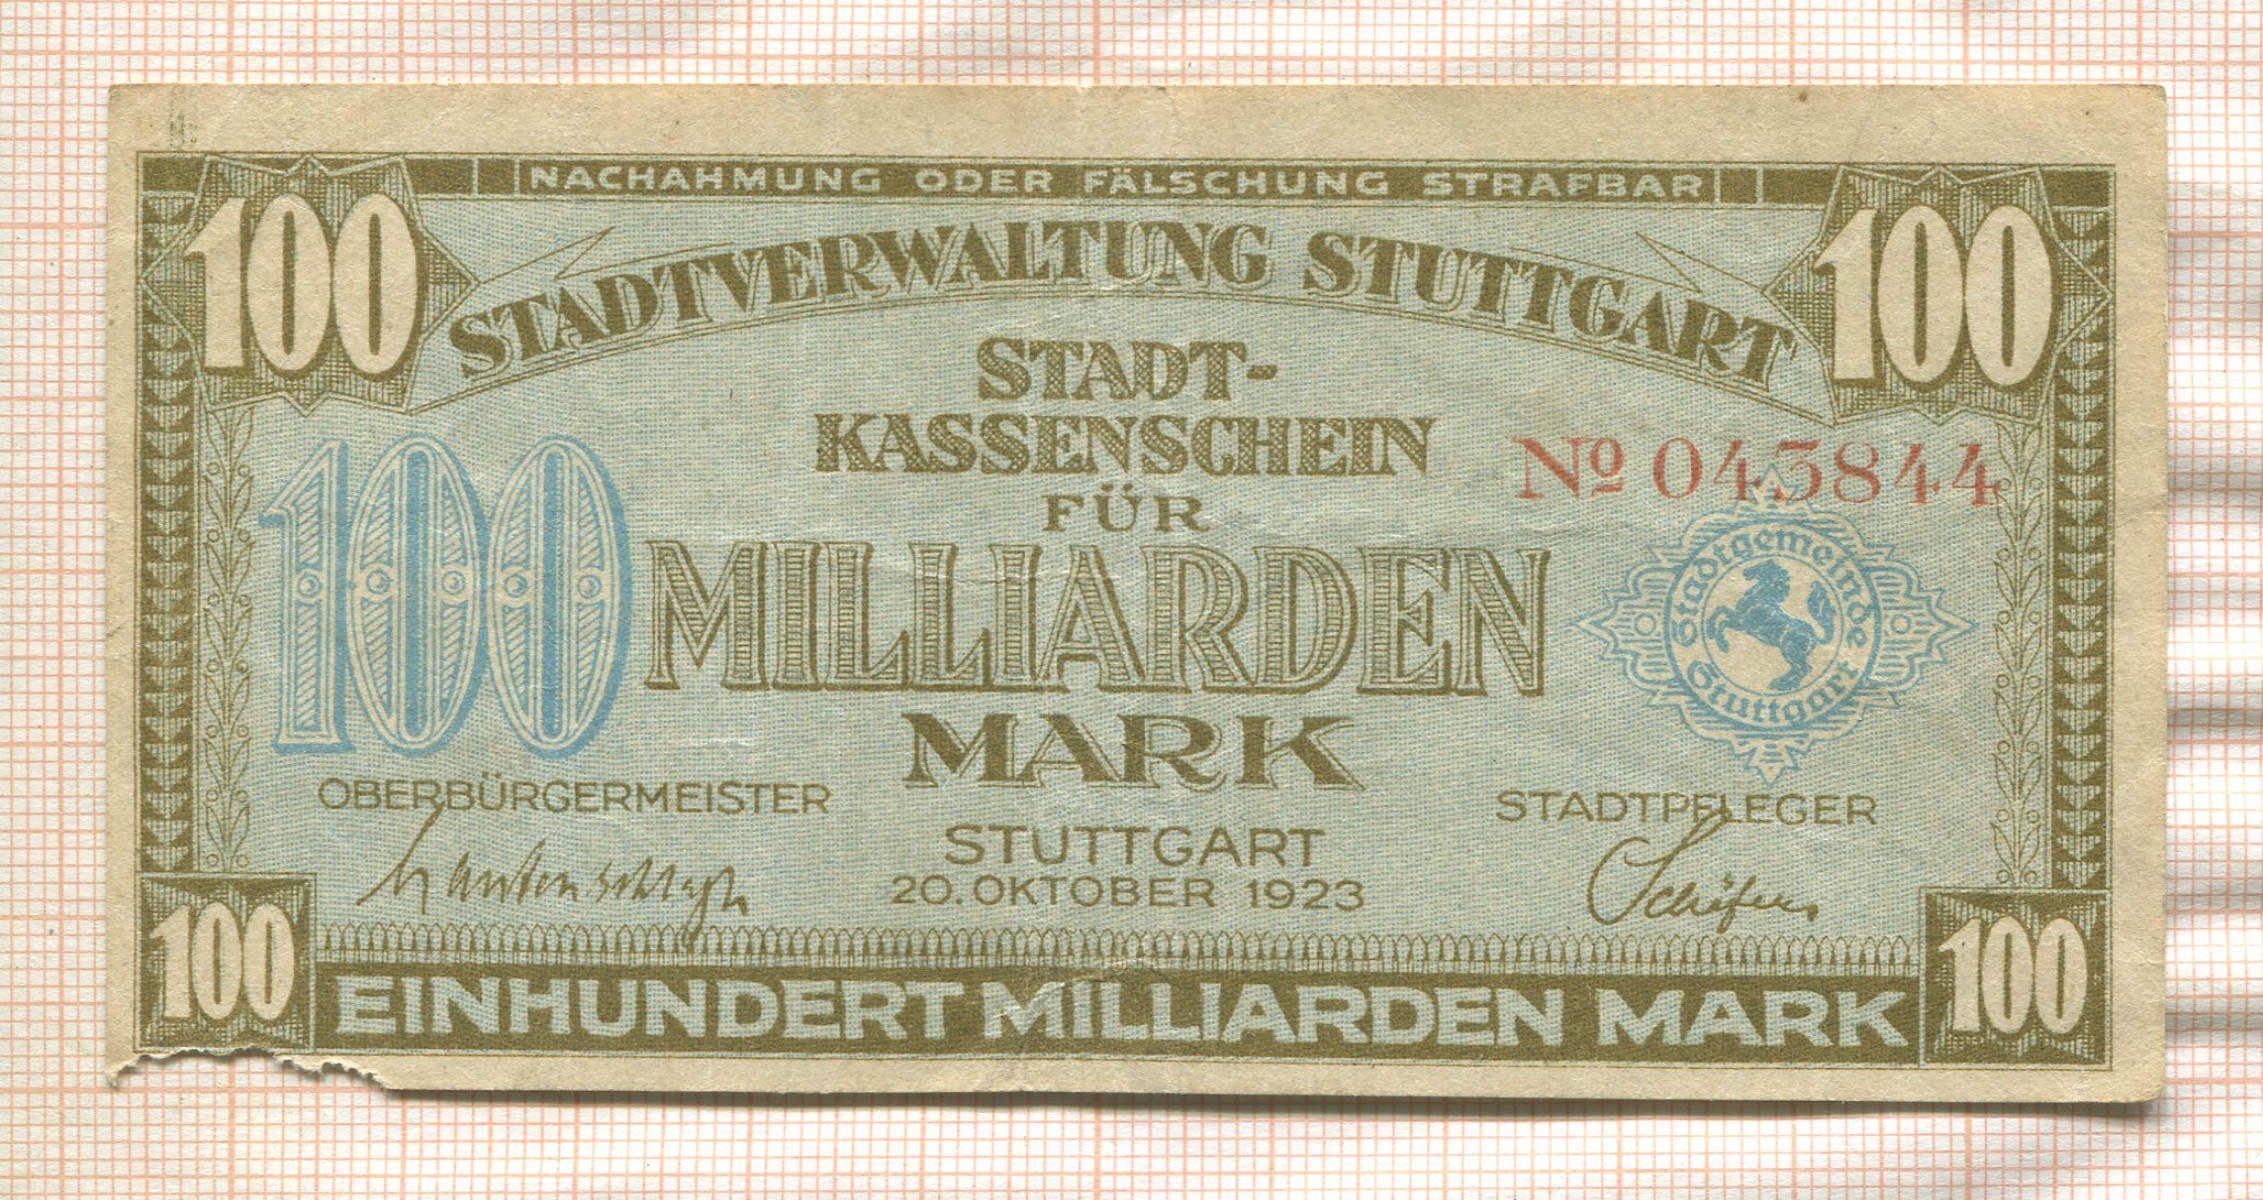 NACHAHMUNG ODER FÄLSCHUNG STRAFBAR
100 100
STADTVERWALTUNG STUTTGART
STADT-
KASSENSCHEIN
Nº 043844
FÜR
100 MILLIARDEN
Stadtgemeinde
Stuttgart
MARK
OBERBÜRGERMEISTER
STADTPFLEGER
STUTTGART
20. OKTOBER 1923
100 100
EINHUNDERT MILLIARDEN MARK